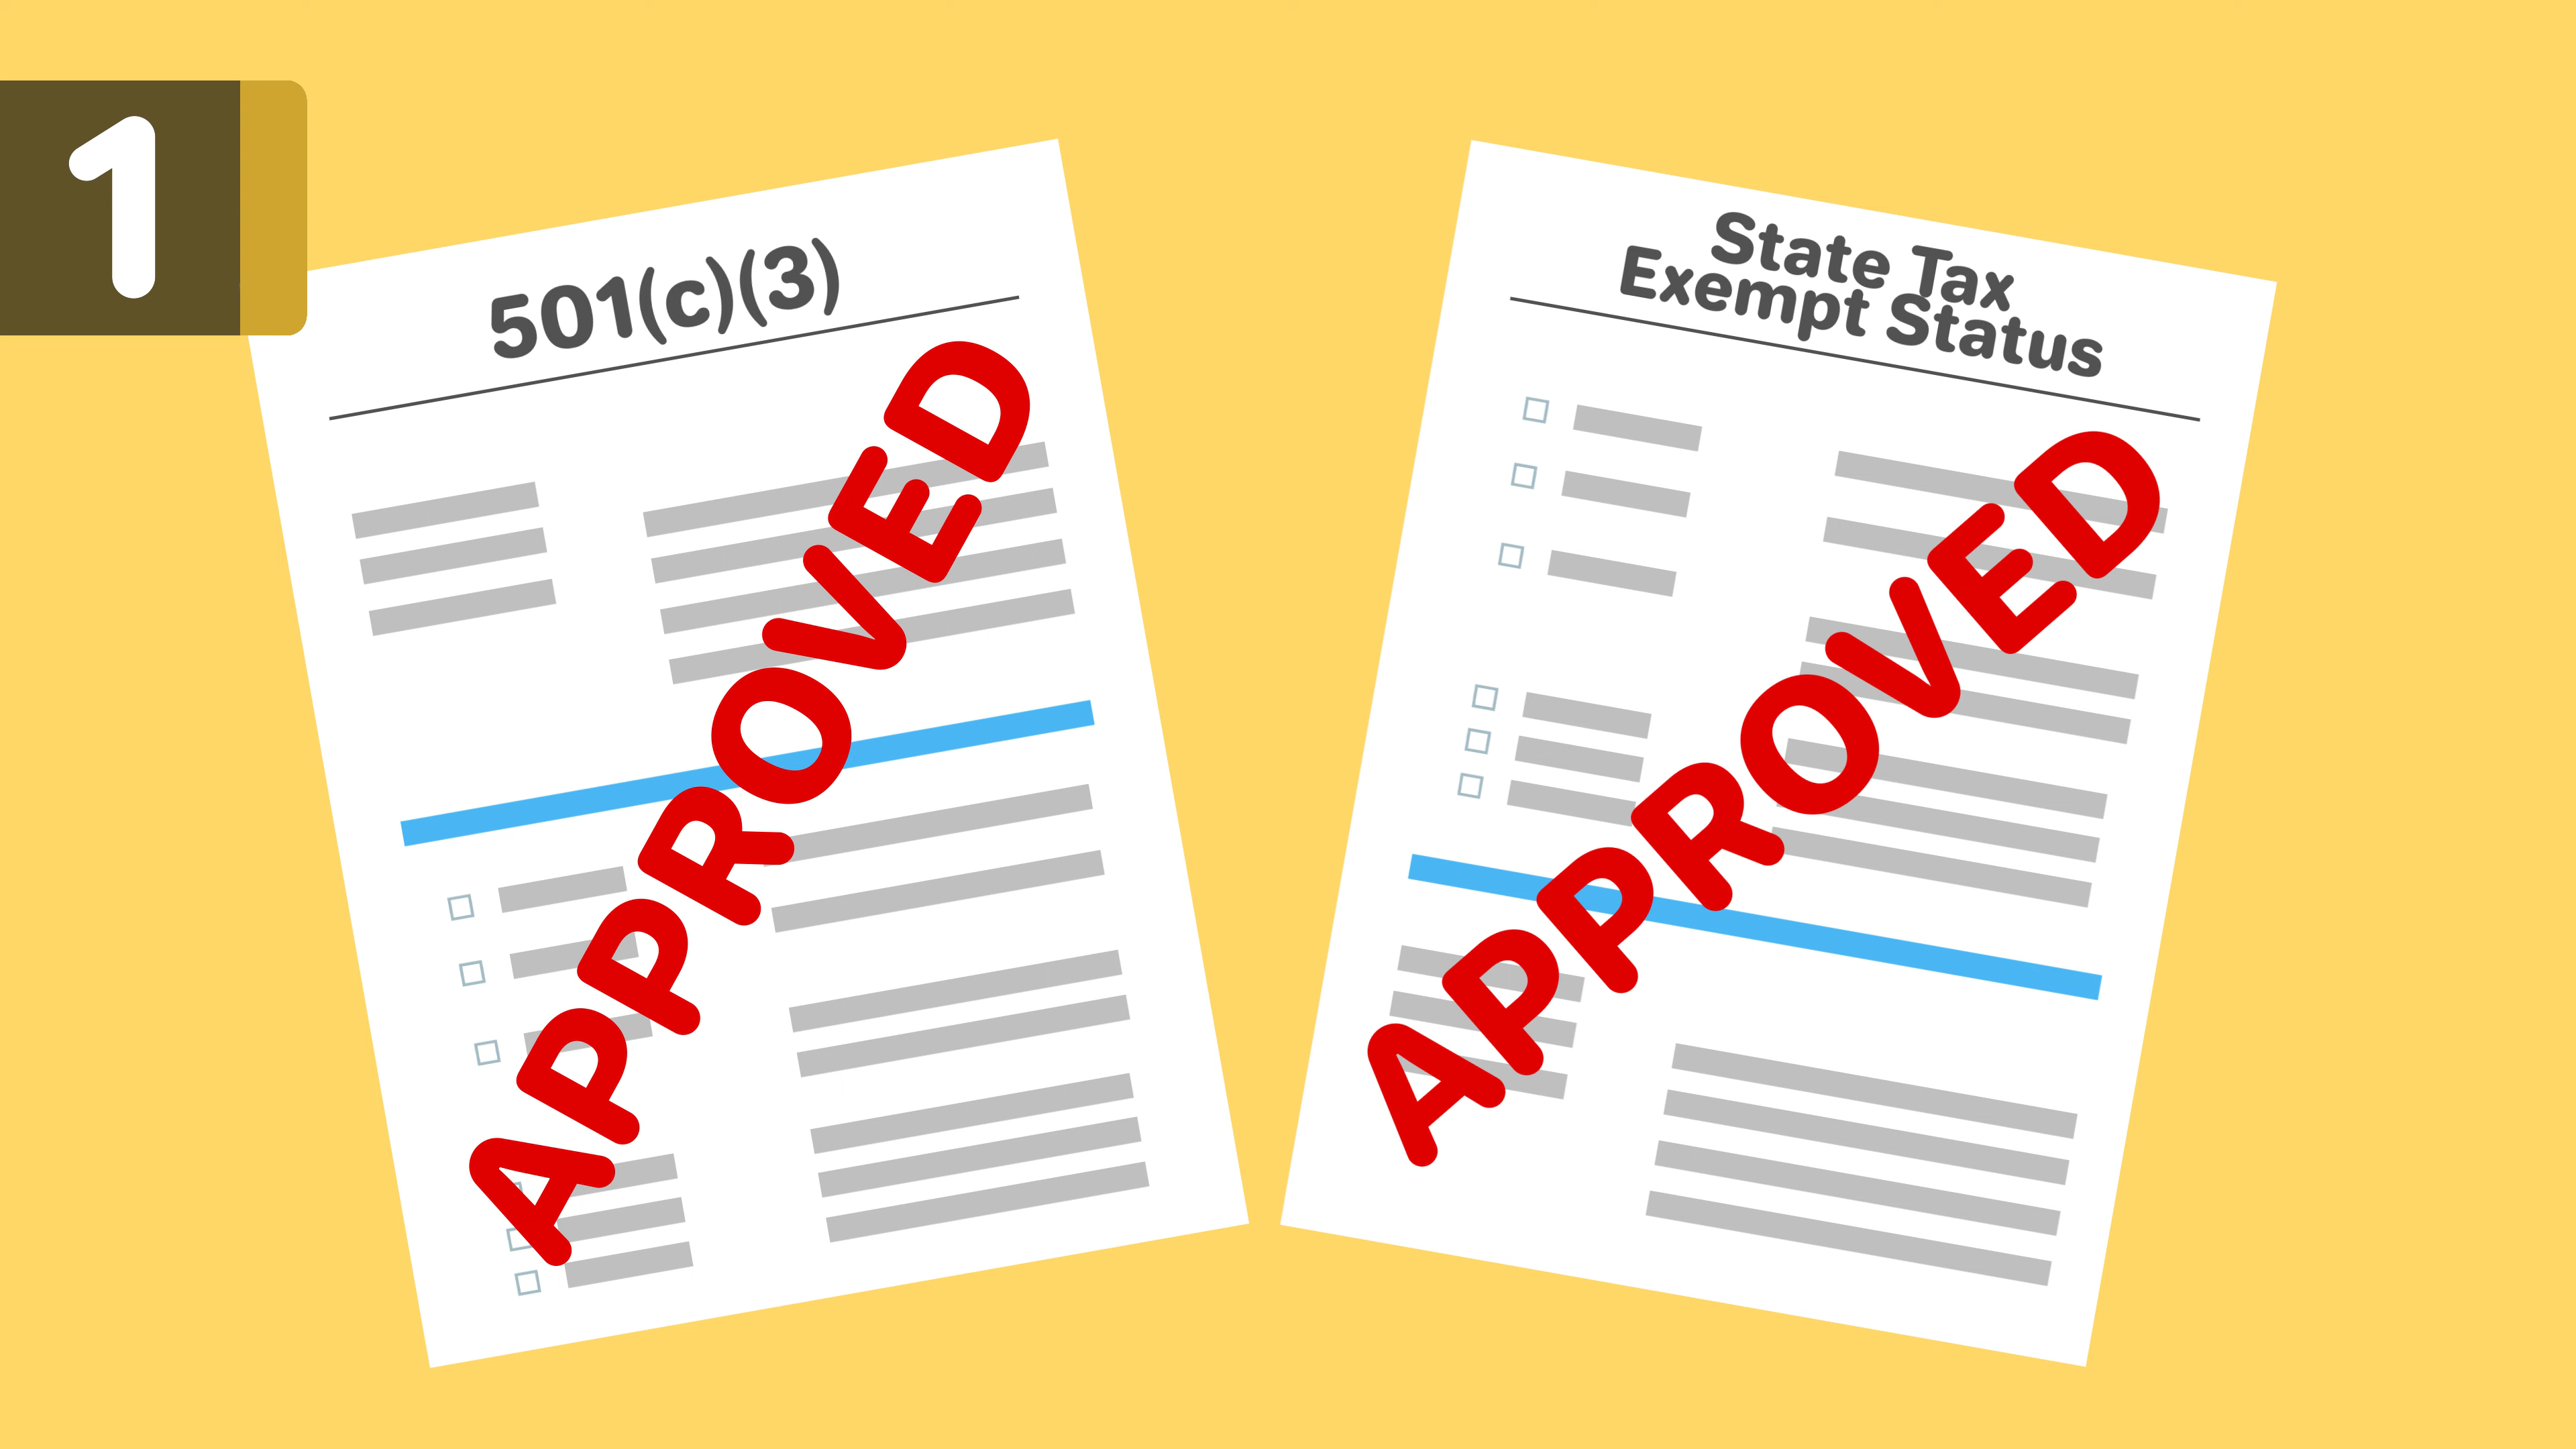 1
501(c)(3)
APPROVED
State Tax
Exempt Status
APPROVED